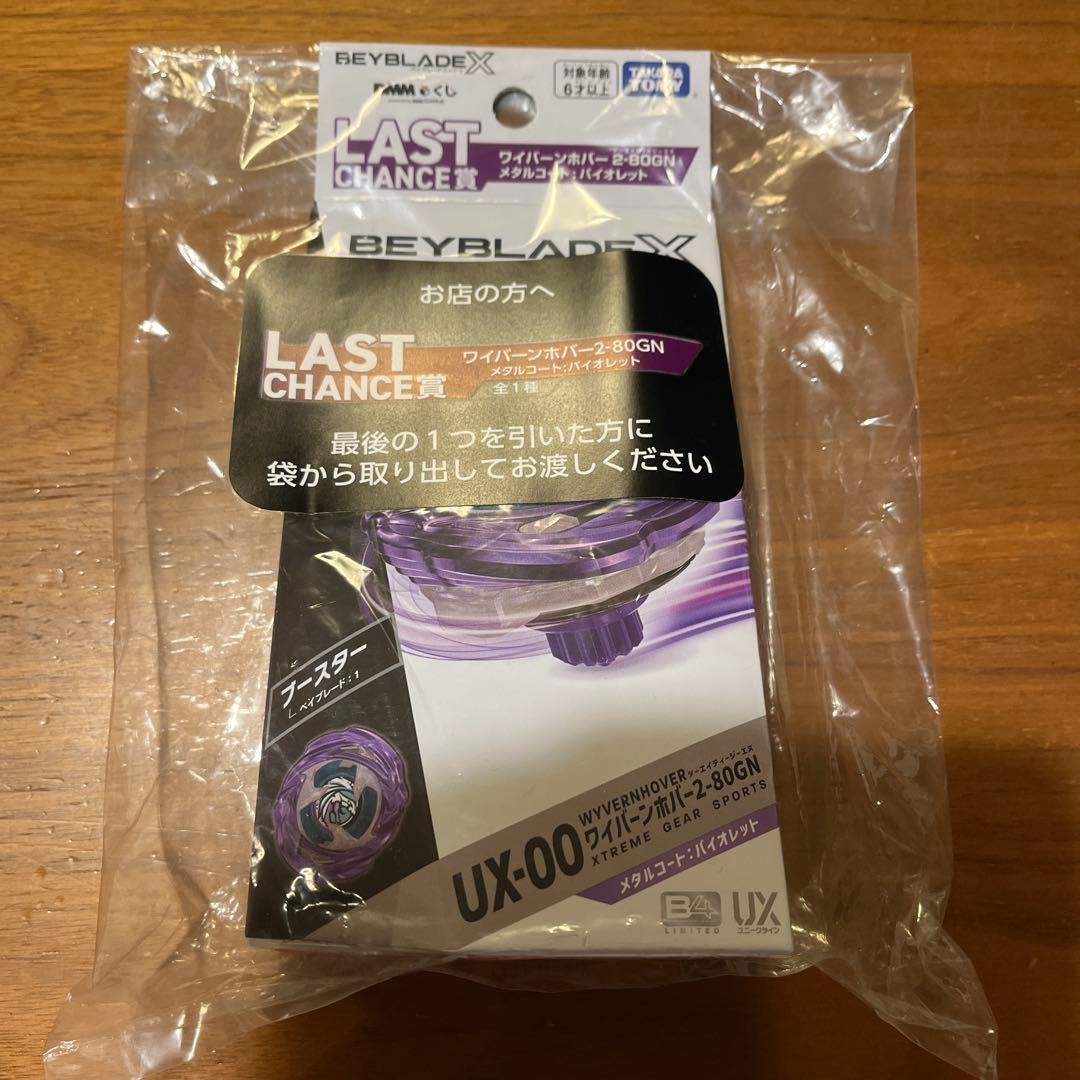 BEYBLADE X
DMMくじ
対象年齢
6才以上
TAKARA
TOMY
LAST
CHANCE賞
ワイバーンホバー 2-80GN
メタルコート：バイオレット
BEYBLADE X
お店の方へ
LAST
CHANCE賞
ワイバーンホバー2-80GN
メタルコート：バイオレット
全1種
最後の1つを引いた方に
袋から取り出してお渡しください
ブースター
ベイブレード：1
WYVERNHOVER
UX-00 ワイバーンホバー2-80GN
XTREME GEAR SPORTS
メタルコート：バイオレット
B4
LIMITED
UX